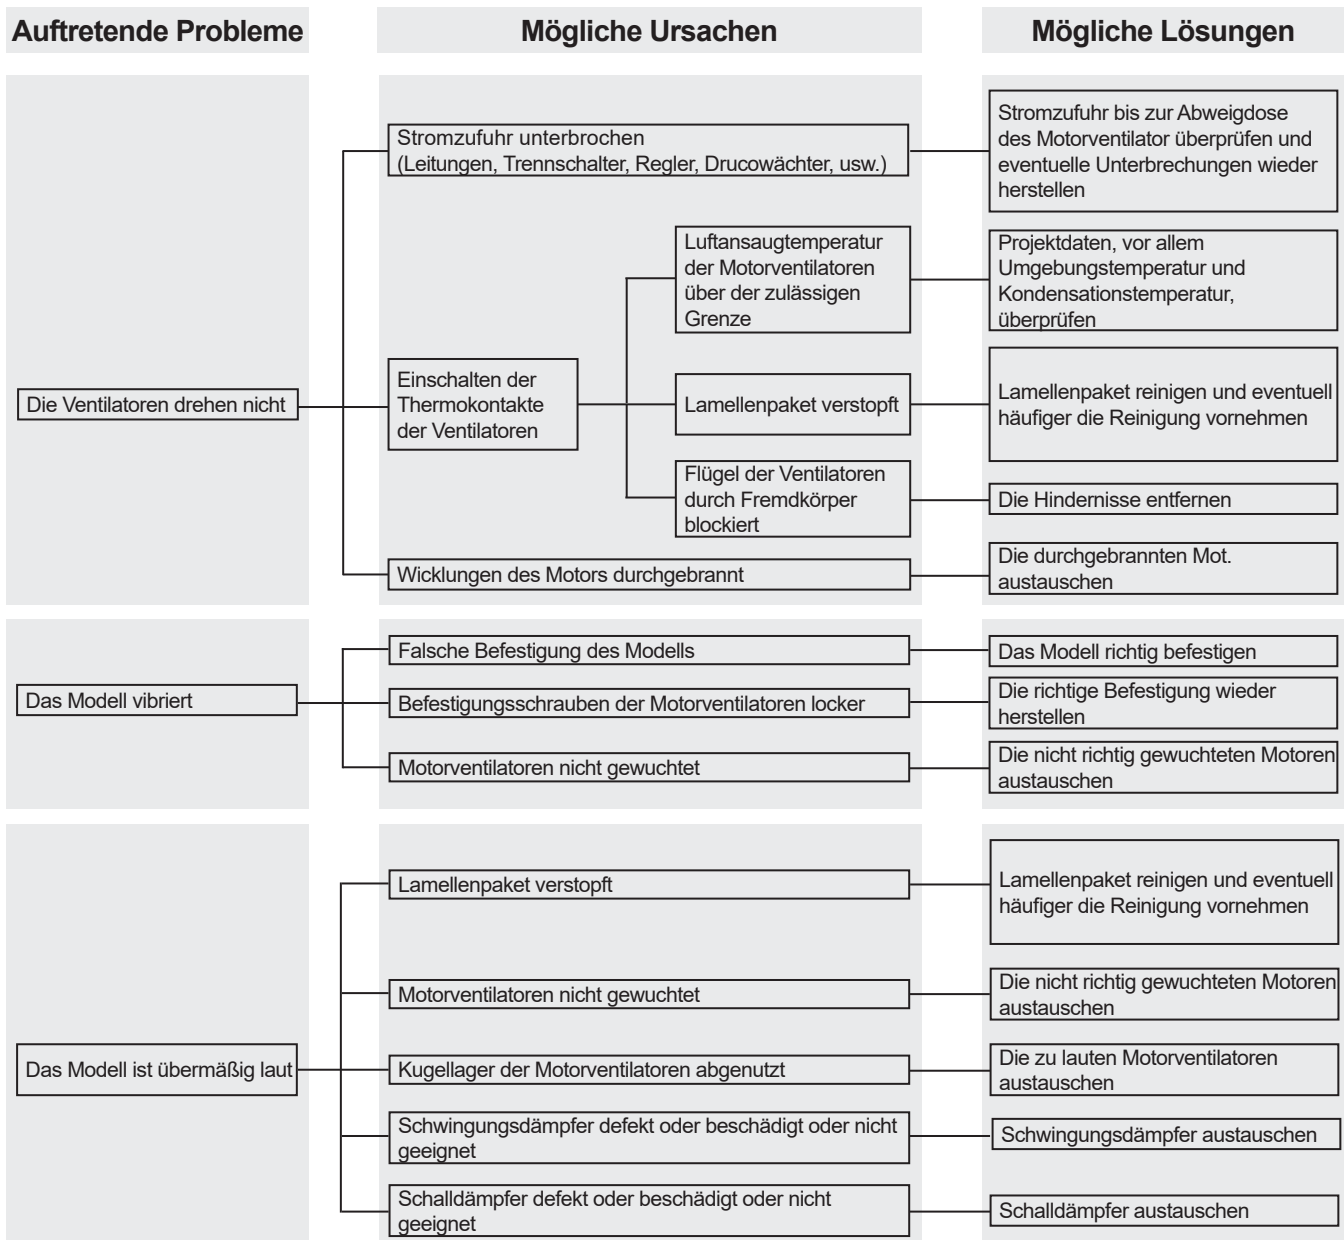 Auftretende Probleme
Mögliche Ursachen
Mögliche Lösungen
Die Ventilatoren drehen nicht
Stromzufuhr unterbrochen
(Leitungen, Trennschalter, Regler, Drucowächter, usw.)
Stromzufuhr bis zur Abweigdose
des Motorventilator überprüfen und
eventuelle Unterbrechungen wieder
herstellen
Einschalten der
Thermokontakte
der Ventilatoren
Luftansaugtemperatur
der Motorventilatoren
über der zulässigen
Grenze
Projektdaten, vor allem
Umgebungstemperatur und
Kondensationstemperatur,
überprüfen
Lamellenpaket verstopft
Lamellenpaket reinigen und eventuell
häufiger die Reinigung vornehmen
Flügel der Ventilatoren
durch Fremdkörper
blockiert
Die Hindernisse entfernen
Wicklungen des Motors durchgebrannt
Die durchgebrannten Mot.
austauschen
Das Modell vibriert
Falsche Befestigung des Modells
Das Modell richtig befestigen
Befestigungsschrauben der Motorventilatoren locker
Die richtige Befestigung wieder
herstellen
Motorventilatoren nicht gewuchtet
Die nicht richtig gewuchteten Motoren
austauschen
Das Modell ist übermäßig laut
Lamellenpaket verstopft
Lamellenpaket reinigen und eventuell
häufiger die Reinigung vornehmen
Motorventilatoren nicht gewuchtet
Die nicht richtig gewuchteten Motoren
austauschen
Kugellager der Motorventilatoren abgenutzt
Die zu lauten Motorventilatoren
austauschen
Schwingungsdämpfer defekt oder beschädigt oder nicht
geeignet
Schwingungsdämpfer austauschen
Schalldämpfer defekt oder beschädigt oder nicht
geeignet
Schalldämpfer austauschen